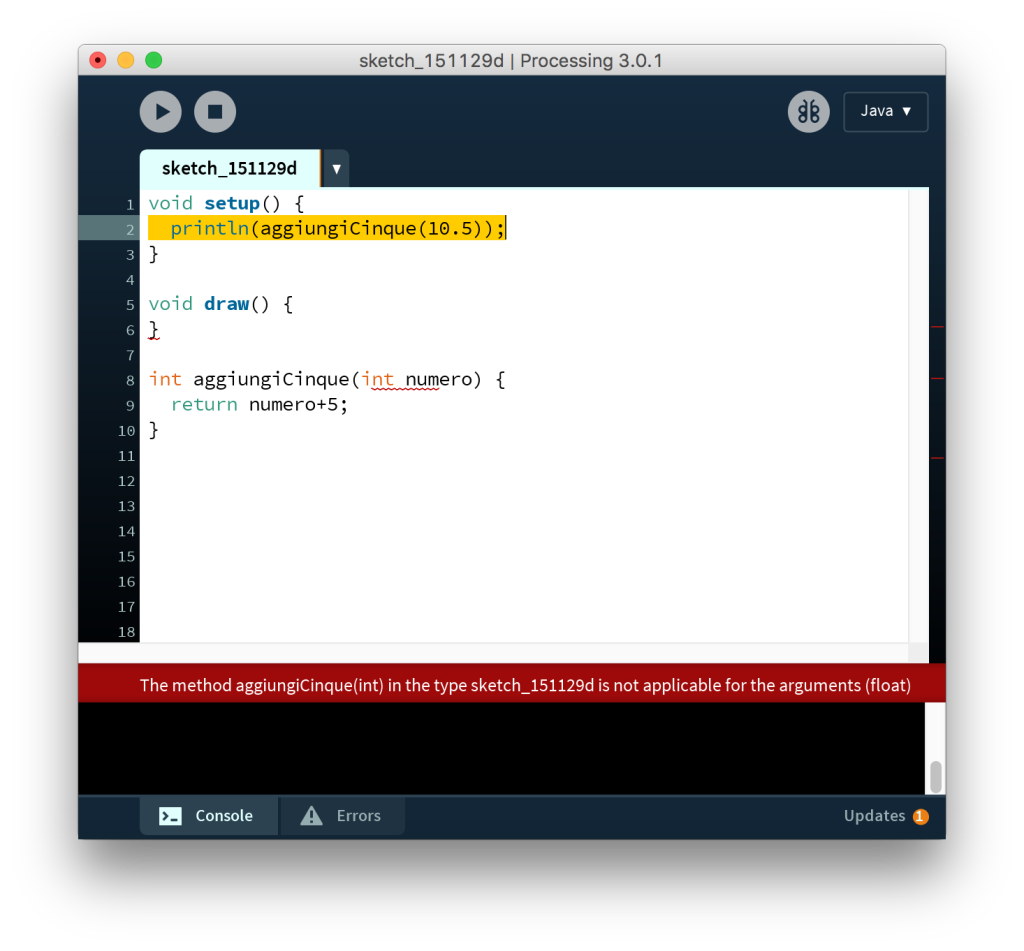 sketch_151129d | Processing 3.0.1
Java ▼
sketch_151129d ▼
1 void setup() {
2   println(aggiungiCinque(10.5));
3 }
4
5 void draw() {
6 }
7
8 int aggiungiCinque(int numero) {
9   return numero+5;
10 }
11
12
13
14
15
16
17
18
The method aggiungiCinque(int) in the type sketch_151129d is not applicable for the arguments (float)
Console Errors Updates 1